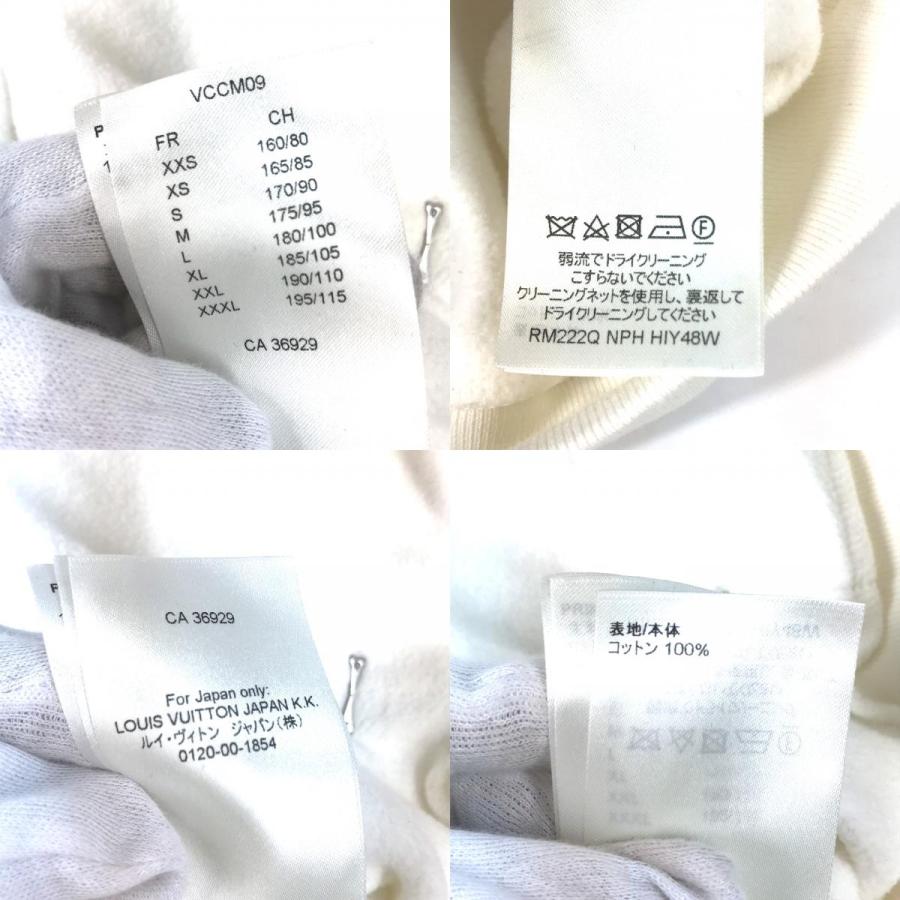 VCCM09
FR CH
XXS 160/80
XS 165/85
S 170/90
M 175/95
L 180/100
XL 185/105
XXL 190/110
XXXL 195/115
CA 36929
弱流でドライクリーニング
こすらないでください
クリーニングネットを使用し、裏返して
ドライクリーニングしてください
RM222Q NPH HIY48W
CA 36929
For Japan only:
LOUIS VUITTON JAPAN K.K.
ルイ・ヴィトン ジャパン(株)
0120-00-1854
表地/本体
コットン 100%